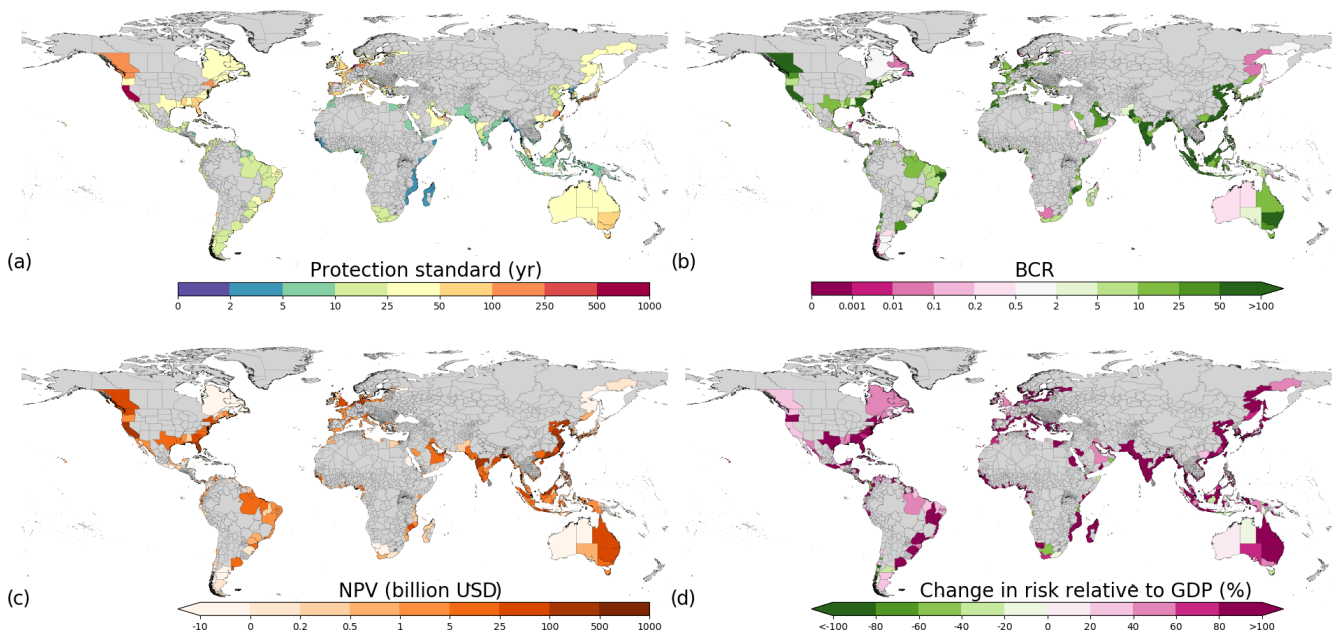 (a)
Protection standard (yr)
0 2 5 10 25 50 100 250 500 1000
(b)
BCR
0 0.001 0.01 0.1 0.2 0.5 2 5 10 25 50 >100
(c)
NPV (billion USD)
-10 0 0.2 0.5 1 5 25 100 500 1000
(d)
Change in risk relative to GDP (%)
<-100 -80 -60 -40 -20 0 20 40 60 80 >100